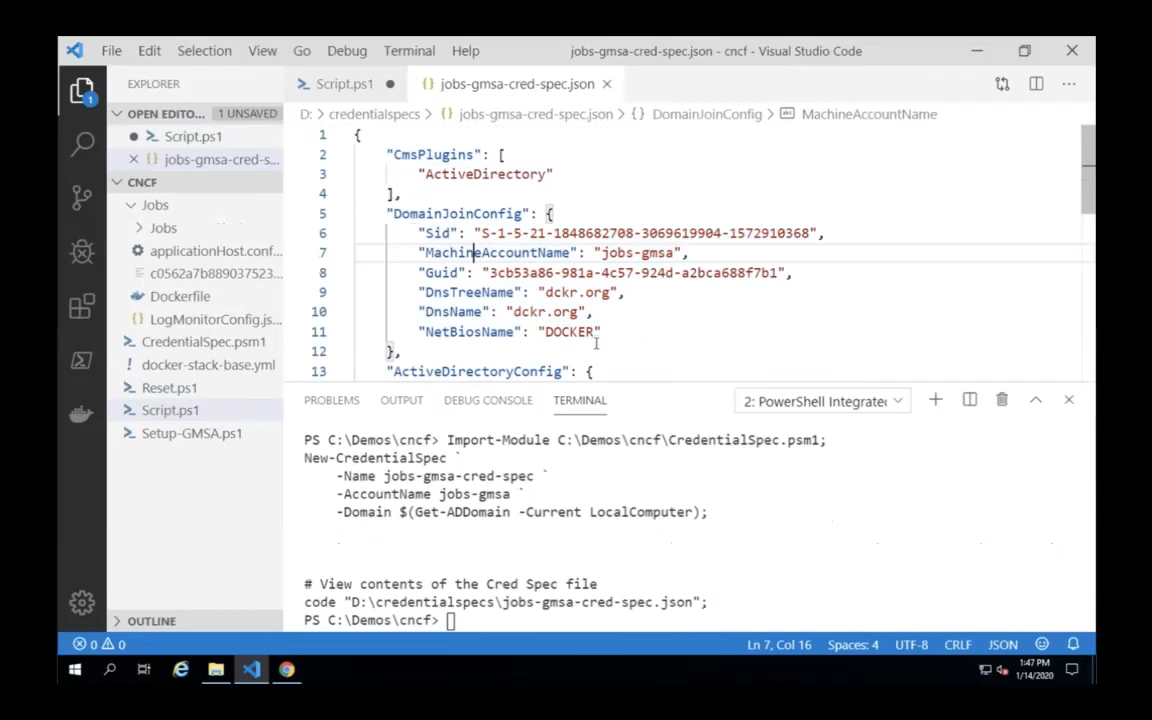 File Edit Selection View Go Debug Terminal Help jobs-gmsa-cred-spec.json - cncf - Visual Studio Code
EXPLORER
1
OPEN EDITO... 1 UNSAVED
Script.ps1
jobs-gmsa-cred-s...
CNCF
Jobs
Jobs
applicationHost.conf...
c0562a7b889037523...
Dockerfile
LogMonitorConfig.js...
CredentialSpec.psm1
docker-stack-base.yml
Reset.ps1
Script.ps1
Setup-GMSA.ps1
OUTLINE
Script.ps1 jobs-gmsa-cred-spec.json
D: > credentialspecs > {} jobs-gmsa-cred-spec.json > {} DomainJoinConfig > MachineAccountName
1 {
2 "CmsPlugins": [
3 "ActiveDirectory"
4 ],
5 "DomainJoinConfig": {
6 "Sid": "S-1-5-21-1848682708-3069619904-1572910368",
7 "MachineAccountName": "jobs-gmsa",
8 "Guid": "3cb53a86-981a-4c57-924d-a2bca688f7b1",
9 "DnsTreeName": "dckr.org",
10 "DnsName": "dckr.org",
11 "NetBiosName": "DOCKER"
12 },
13 "ActiveDirectoryConfig": {
PROBLEMS OUTPUT DEBUG CONSOLE TERMINAL 2: PowerShell Integrate
PS C:\Demos\cncf> Import-Module C:\Demos\cncf\CredentialSpec.psm1;
New-CredentialSpec `
-Name jobs-gmsa-cred-spec `
-AccountName jobs-gmsa `
-Domain $(Get-ADDomain -Current LocalComputer);
# View contents of the Cred Spec file
code "D:\credentialspecs\jobs-gmsa-cred-spec.json";
PS C:\Demos\cncf>
0 0 Ln 7, Col 16 Spaces: 4 UTF-8 CRLF JSON
1:47 PM
1/14/2020